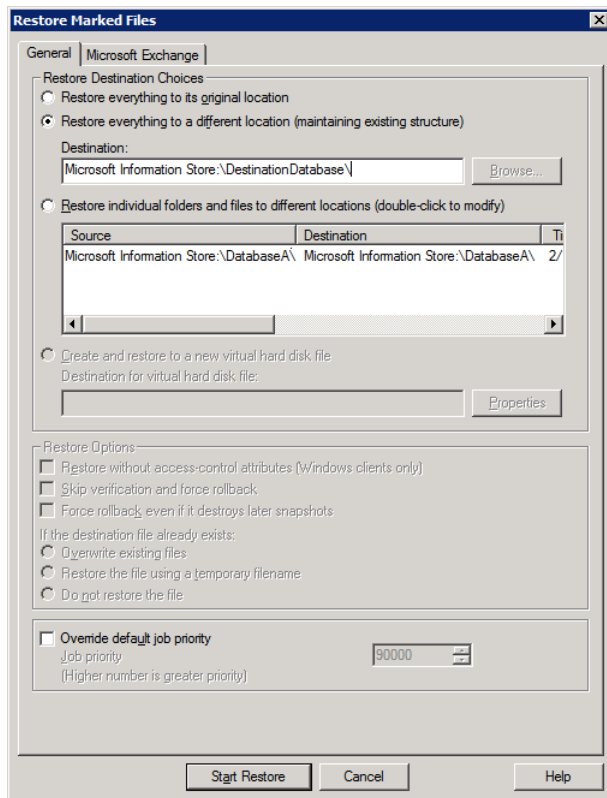 Restore Marked Files
General
Microsoft Exchange
Restore Destination Choices
Restore everything to its original location
Restore everything to a different location (maintaining existing structure)
Destination:
Microsoft Information Store:\DestinationDatabase\
Browse...
Restore individual folders and files to different locations (double-click to modify)
Source Destination Ti
Microsoft Information Store:\DatabaseA\ Microsoft Information Store:\DatabaseA\ 2/
Create and restore to a new virtual hard disk file
Destination for virtual hard disk file:
Properties
Restore Options
Restore without access-control attributes (Windows clients only)
Skip verification and force rollback
Force rollback even if it destroys later snapshots
If the destination file already exists:
Overwrite existing files
Restore the file using a temporary filename
Do not restore the file
Override default job priority
Job priority 90000
(Higher number is greater priority)
Start Restore Cancel Help